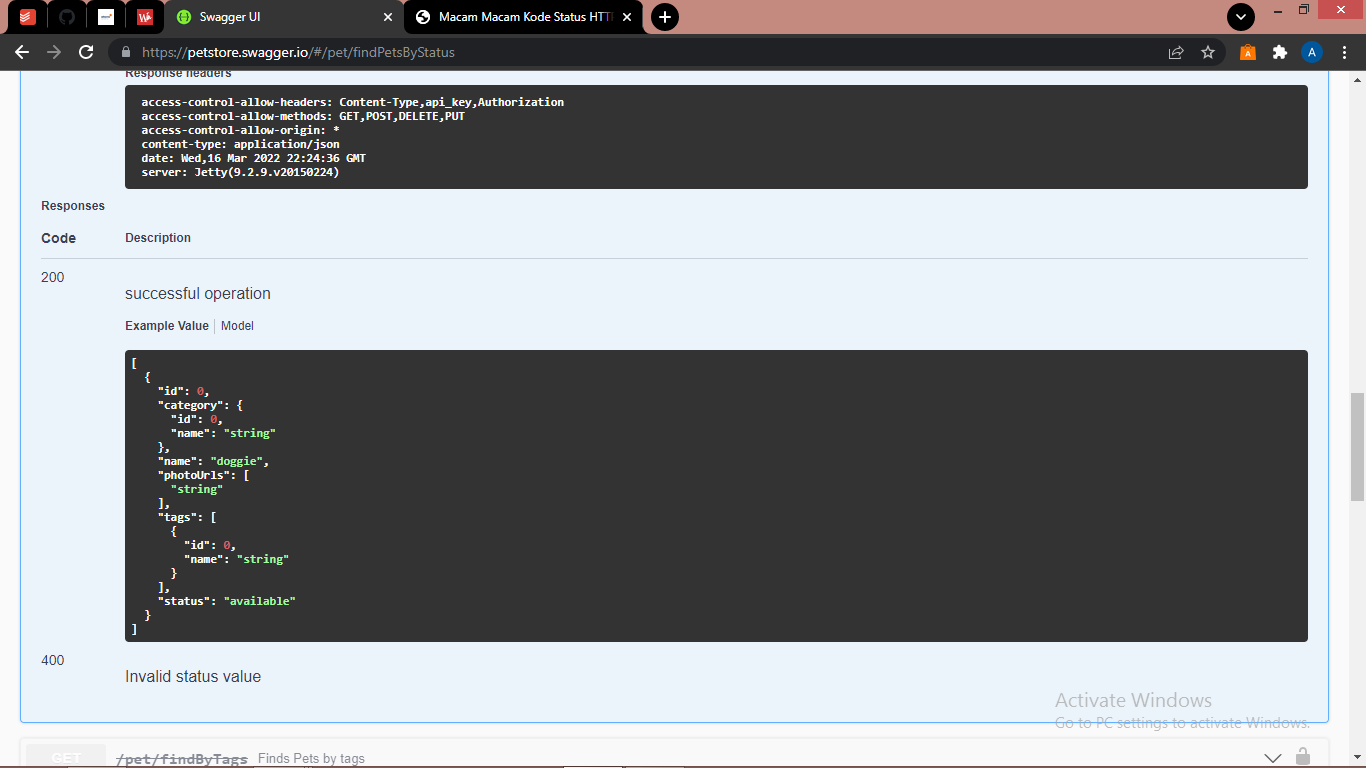 Swagger UI
Macam Macam Kode Status HTT
https://petstore.swagger.io/#/pet/findPetsByStatus
A
A
Response headers
access-control-allow-headers: Content-Type,api_key,Authorization
access-control-allow-methods: GET,POST,DELETE,PUT
access-control-allow-origin: *
content-type: application/json
date: Wed,16 Mar 2022 22:24:36 GMT
server: Jetty(9.2.9.v20150224)
Responses
Code Description
200
successful operation
Example Value Model
[
{
"id": 0,
"category": {
"id": 0,
"name": "string"
},
"name": "doggie",
"photoUrls": [
"string"
],
"tags": [
{
"id": 0,
"name": "string"
}
],
"status": "available"
}
]
400
Invalid status value
Activate Windows
Go to PC settings to activate Windows.
GET /pet/findByTags Finds Pets by tags